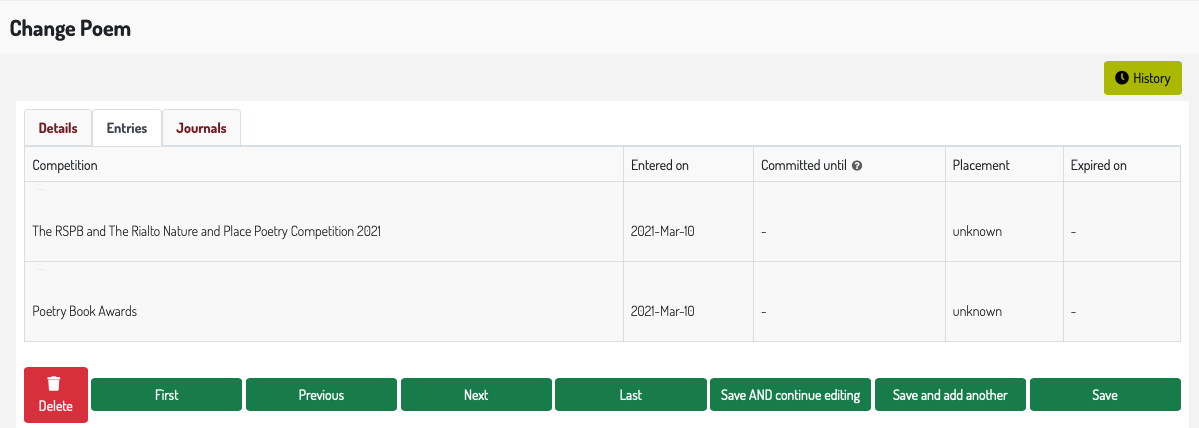 Change Poem
History
Details Entries Journals
Competition Entered on Committed until Placement Expired on
The RSPB and The Rialto Nature and Place Poetry Competition 2021 2021-Mar-10 - unknown -
Poetry Book Awards 2021-Mar-10 - unknown -
Delete First Previous Next Last Save AND continue editing Save and add another Save